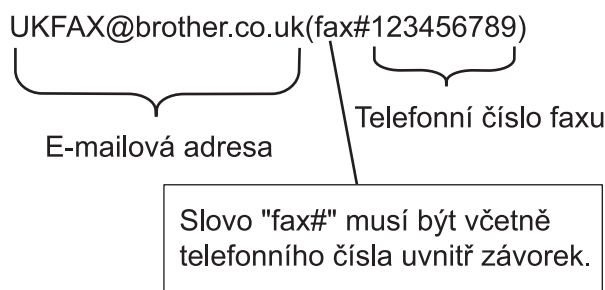 UKFAX@brother.co.uk(fax#123456789)
Telefonní číslo faxu
E-mailová adresa
Slovo "fax#" musí být včetně
telefonního čísla uvnitř závorek.